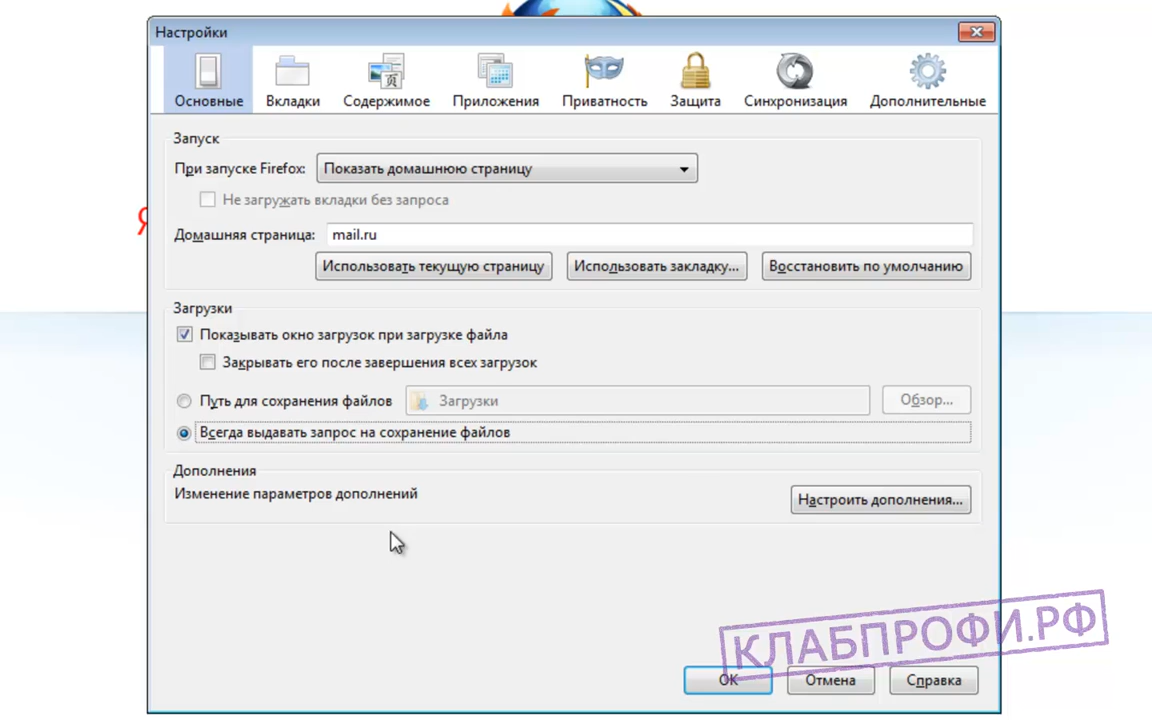 Настройки
Основные Вкладки Содержимое Приложения Приватность Защита Синхронизация Дополнительные
Запуск
При запуске Firefox: Показать домашнюю страницу
Не загружать вкладки без запроса
Я
Домашняя страница: mail.ru
Использовать текущую страницу Использовать закладку... Восстановить по умолчанию
Загрузки
Показывать окно загрузок при загрузке файла
Закрывать его после завершения всех загрузок
Путь для сохранения файлов Загрузки Обзор...
Всегда выдавать запрос на сохранение файлов
Дополнения
Изменение параметров дополнений
Настроить дополнения...
КЛАБПРОФИ.РФ
OK Отмена Справка